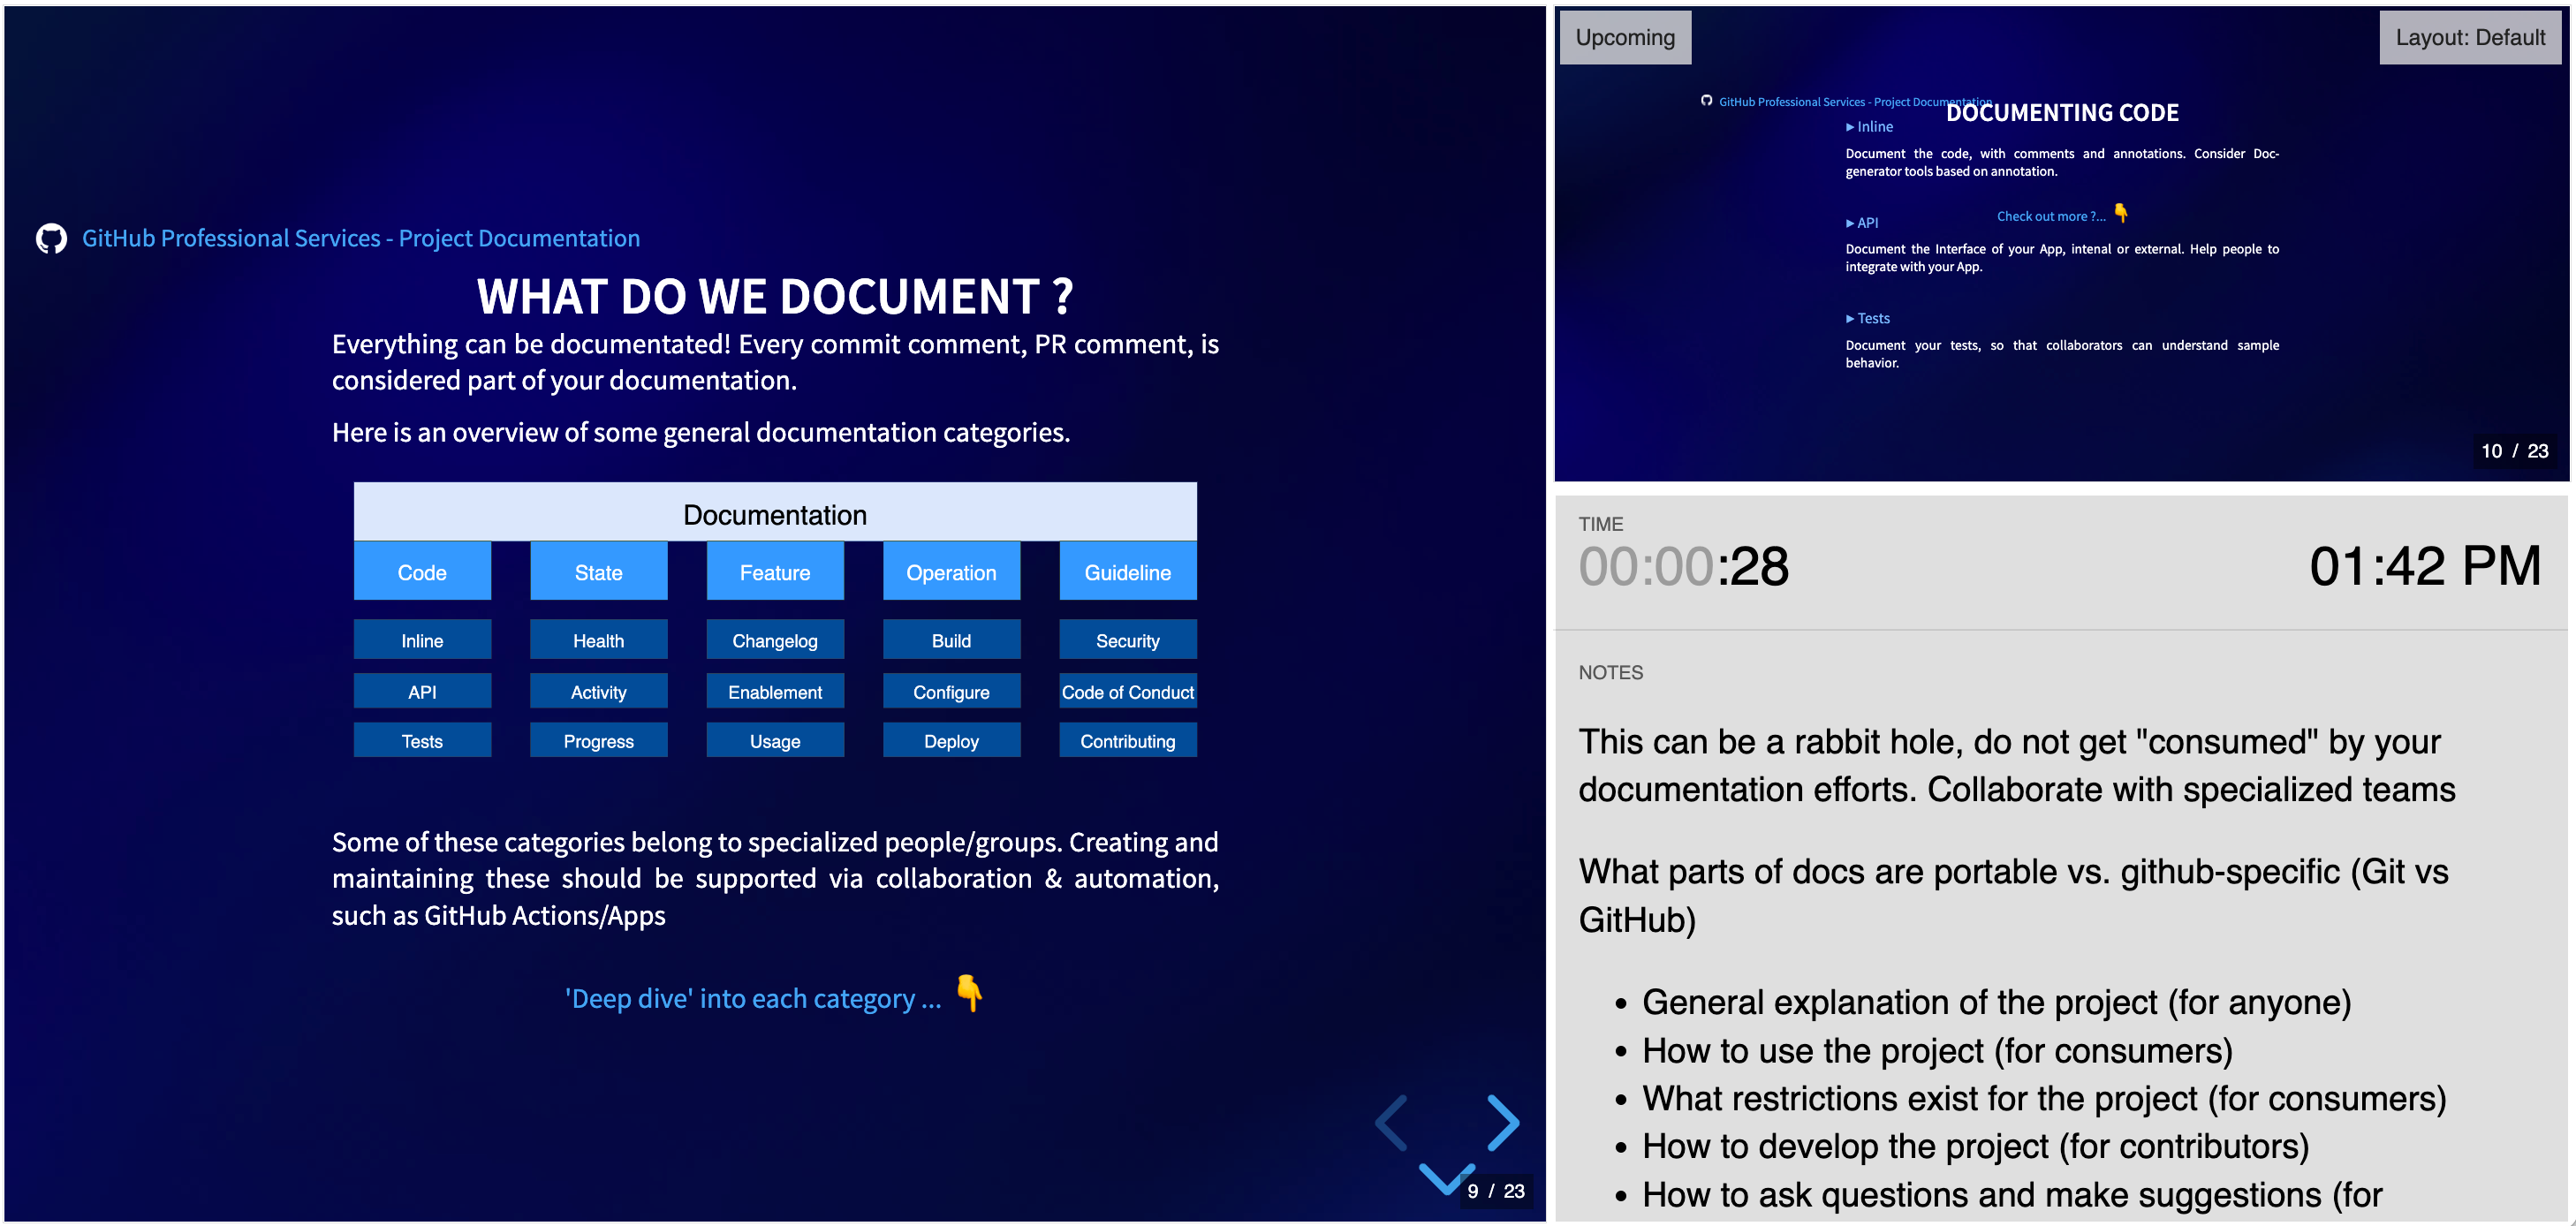 GitHub Professional Services - Project Documentation
WHAT DO WE DOCUMENT ?
Everything can be documentated! Every commit comment, PR comment, is
considered part of your documentation.
Here is an overview of some general documentation categories.
Documentation
Code State Feature Operation Guideline
Inline Health Changelog Build Security
API Activity Enablement Configure Code of Conduct
Tests Progress Usage Deploy Contributing
Some of these categories belong to specialized people/groups. Creating and
maintaining these should be supported via collaboration & automation,
such as GitHub Actions/Apps
'Deep dive' into each category ... 👇
9 / 23
Upcoming
Layout: Default
GitHub Professional Services - Project Documentation
DOCUMENTING CODE
▸ Inline
Document the code, with comments and annotations. Consider Doc-
generator tools based on annotation.
Check out more ?... 👇
▸ API
Document the Interface of your App, intenal or external. Help people to
integrate with your App.
▸ Tests
Document your tests, so that collaborators can understand sample
behavior.
10 / 23
TIME
00:00:28
01:42 PM
NOTES
This can be a rabbit hole, do not get "consumed" by your
documentation efforts. Collaborate with specialized teams
What parts of docs are portable vs. github-specific (Git vs
GitHub)
• General explanation of the project (for anyone)
• How to use the project (for consumers)
• What restrictions exist for the project (for consumers)
• How to develop the project (for contributors)
• How to ask questions and make suggestions (for